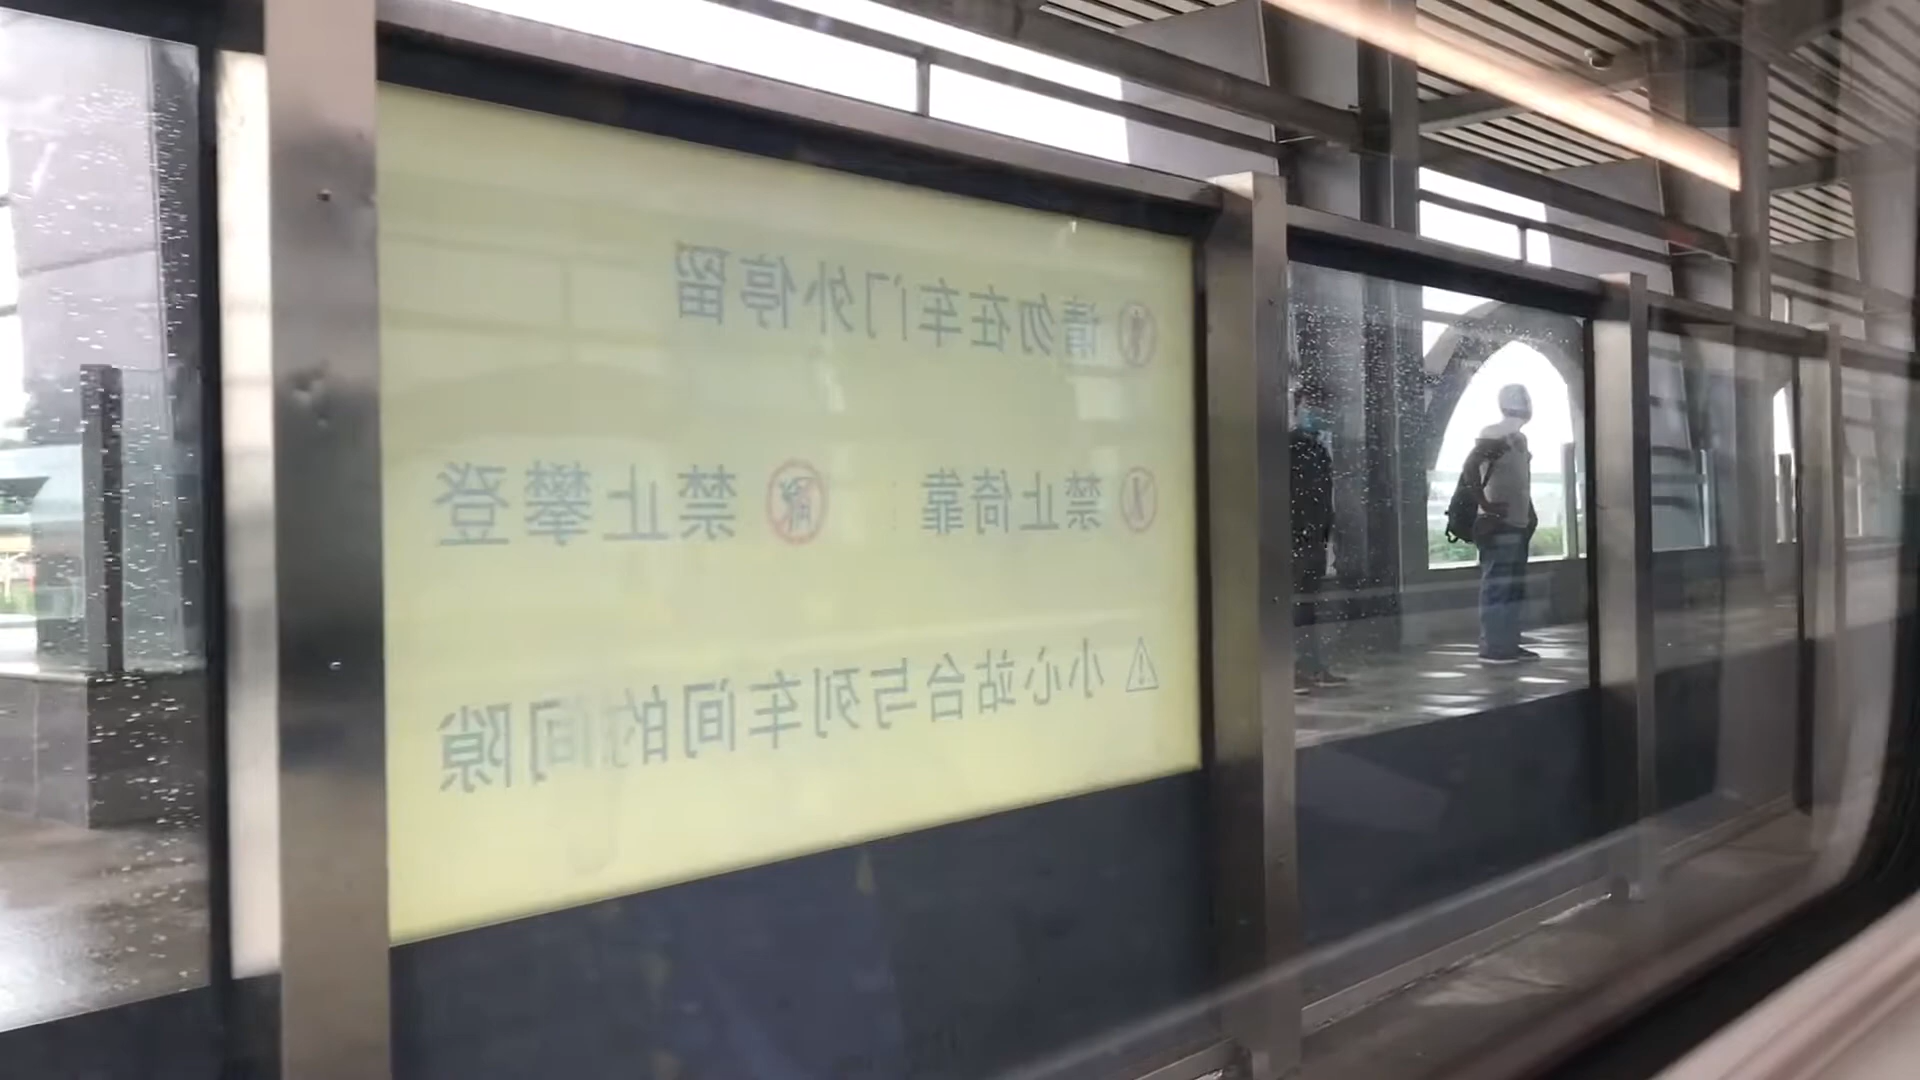 请勿在车门外停留
禁止倚靠 禁止攀登
小心站台与列车间的间隙